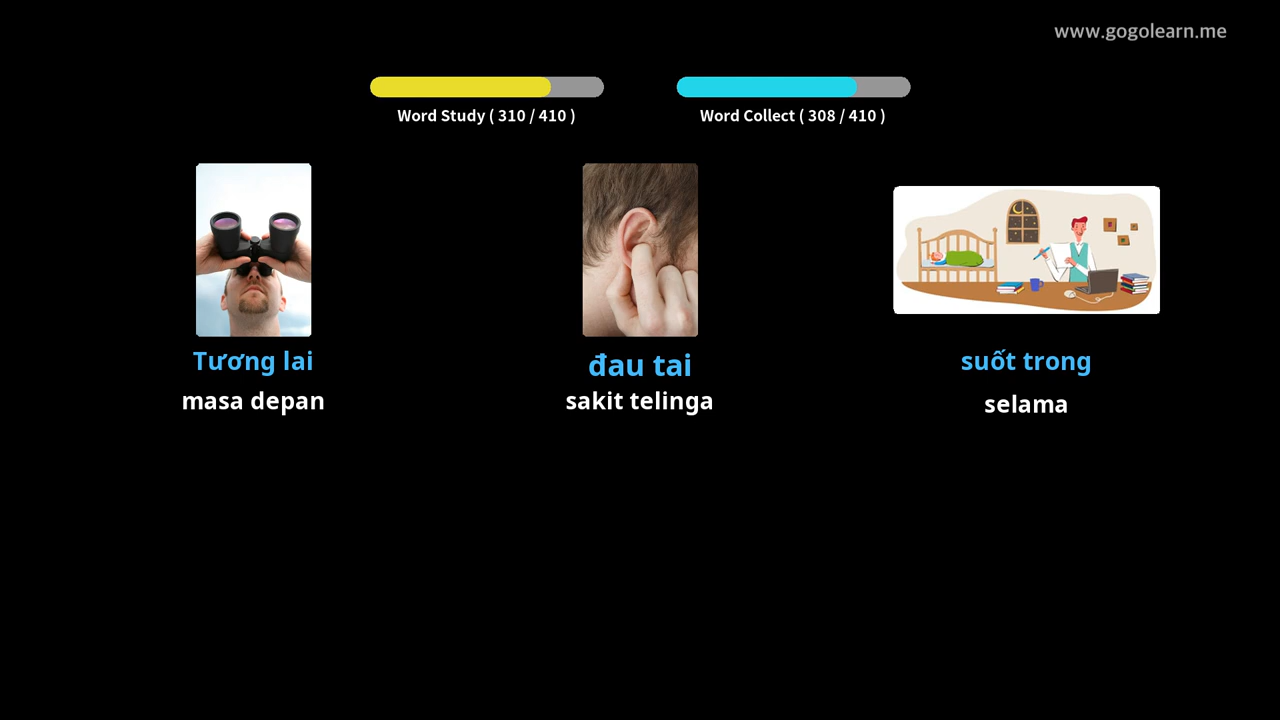 www.gogolearn.me
Word Study ( 310 / 410 )
Word Collect ( 308 / 410 )
Tương lai
masa depan
đau tai
sakit telinga
suốt trong
selama